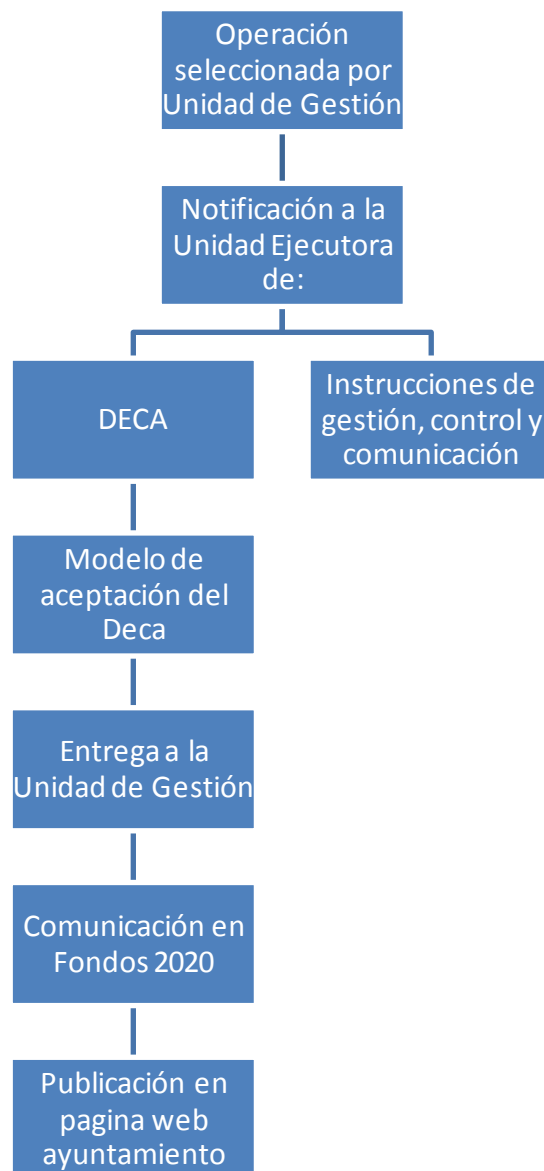 Operación
seleccionada por
Unidad de Gestión
Notificación a la
Unidad Ejecutora
de:
DECA
Instrucciones de
gestión, control y
comunicación
Modelo de
aceptación del
Deca
Entrega a la
Unidad de Gestión
Comunicación en
Fondos 2020
Publicación en
pagina web
ayuntamiento